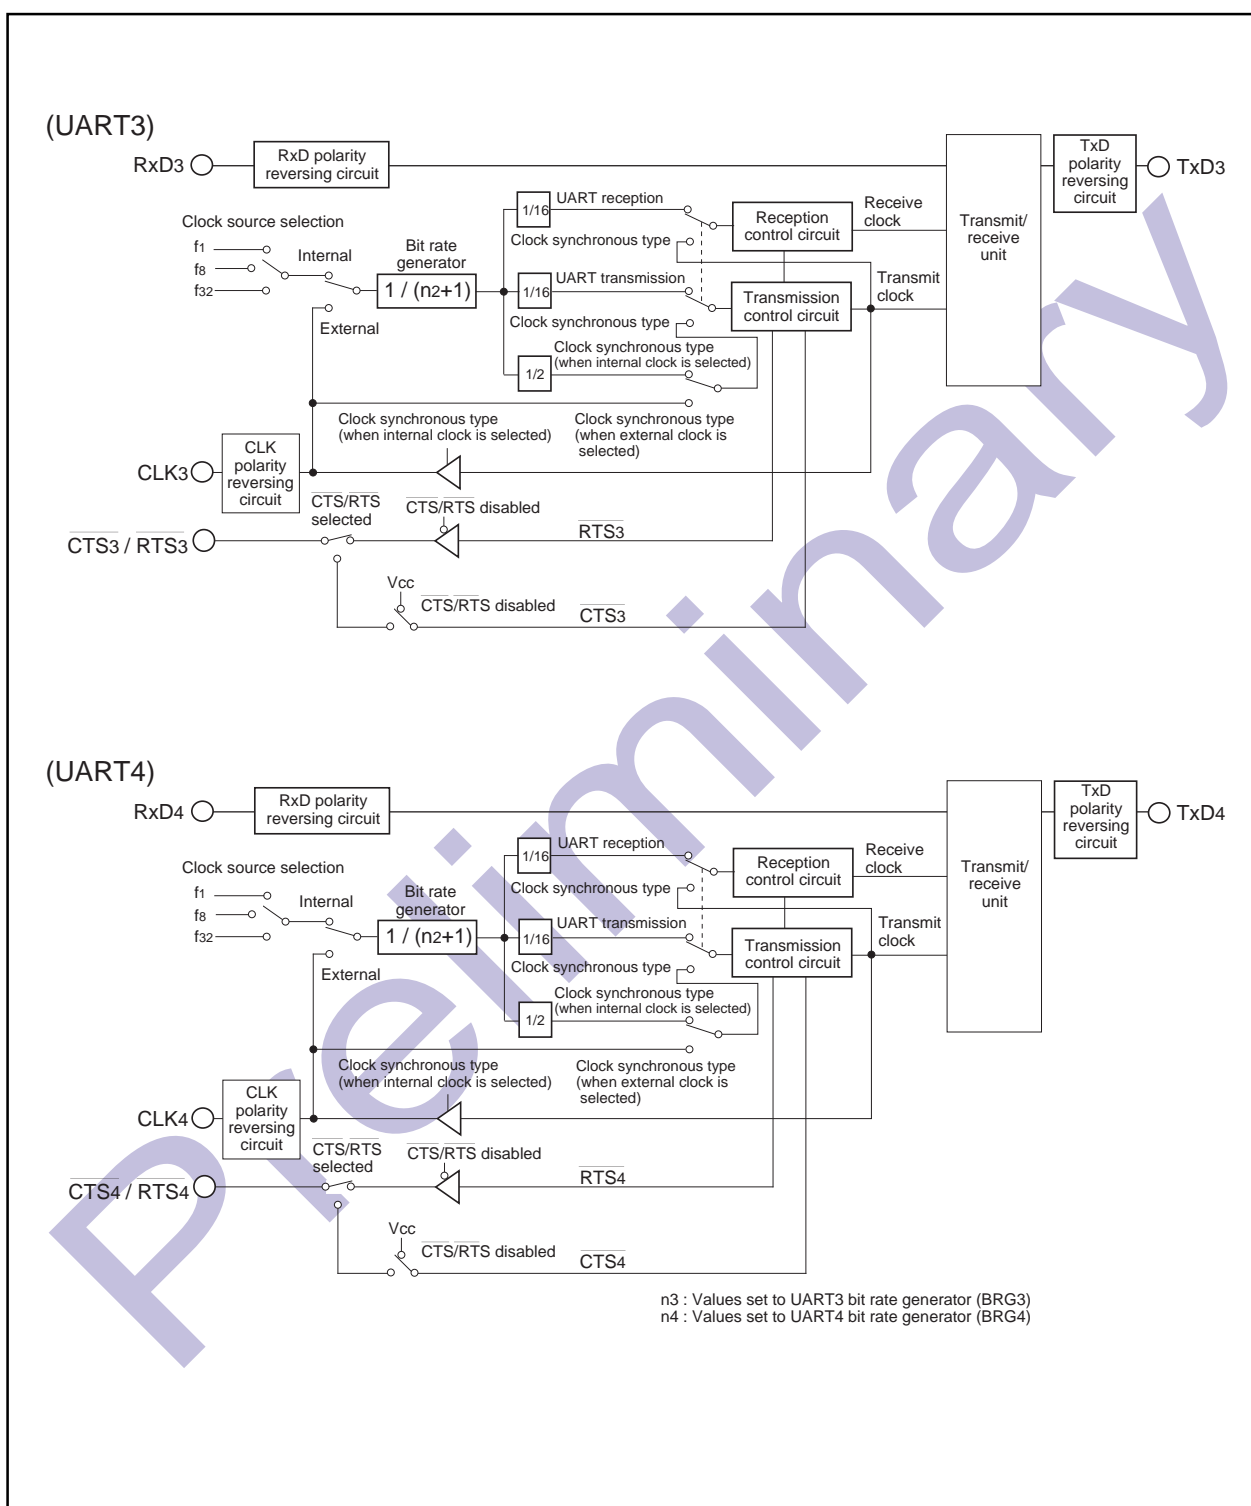 (UART3)
RxD3
RxD polarity
reversing circuit
TxD
polarity
reversing
circuit
TxD3
Clock source selection
f1
f8
f32
Internal
External
Bit rate
generator
1 / (n2+1)
1/16
UART reception
Clock synchronous type
1/16
UART transmission
Clock synchronous type
1/2
Clock synchronous type
(when internal clock is selected)
Reception
control circuit
Receive
clock
Transmission
control circuit
Transmit
clock
Transmit/
receive
unit
Clock synchronous type
(when internal clock is selected)
Clock synchronous type
(when external clock is
selected)
CLK3
CLK
polarity
reversing
circuit
CTS/RTS
selected
CTS/RTS disabled
CTS3 / RTS3
RTS3
Vcc
CTS/RTS disabled
CTS3
(UART4)
RxD4
RxD polarity
reversing circuit
TxD
polarity
reversing
circuit
TxD4
Clock source selection
f1
f8
f32
Internal
External
Bit rate
generator
1 / (n2+1)
1/16
UART reception
Clock synchronous type
1/16
UART transmission
Clock synchronous type
1/2
Clock synchronous type
(when internal clock is selected)
Reception
control circuit
Receive
clock
Transmission
control circuit
Transmit
clock
Transmit/
receive
unit
Clock synchronous type
(when internal clock is selected)
Clock synchronous type
(when external clock is
selected)
CLK4
CLK
polarity
reversing
circuit
CTS/RTS
selected
CTS/RTS disabled
CTS4 / RTS4
RTS4
Vcc
CTS/RTS disabled
CTS4
n3 : Values set to UART3 bit rate generator (BRG3)
n4 : Values set to UART4 bit rate generator (BRG4)
Preliminary